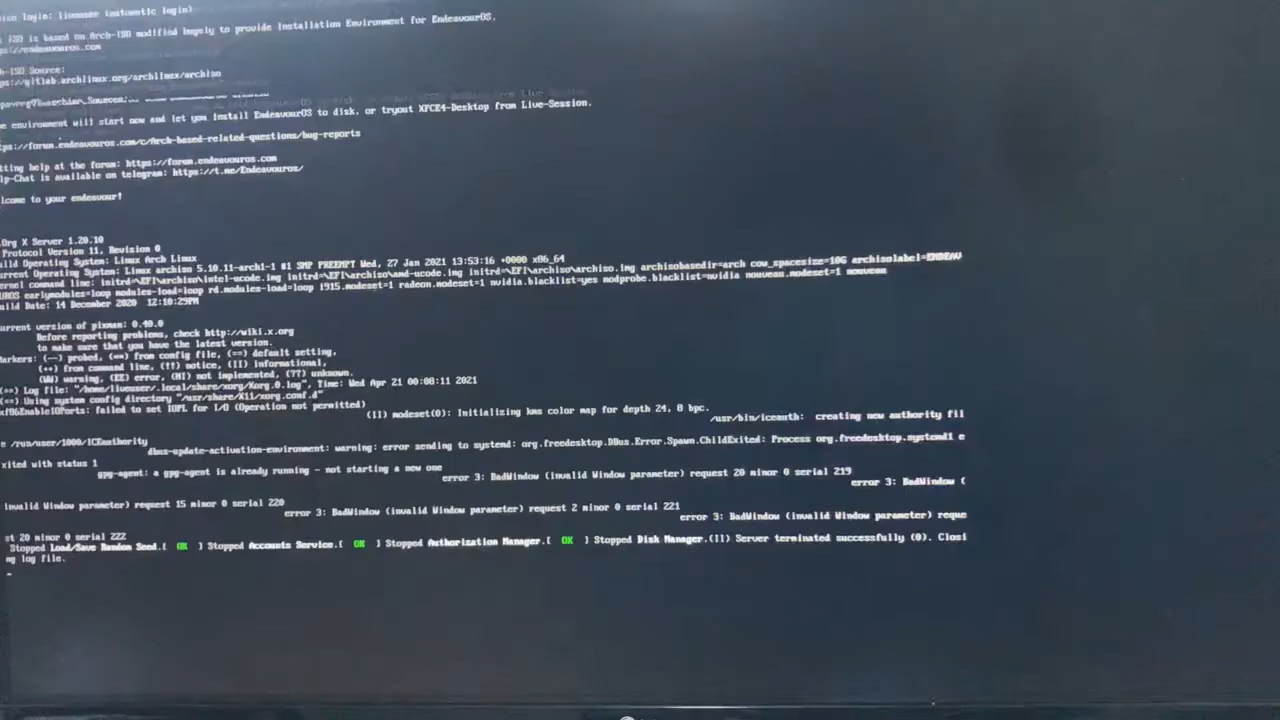 login: liveuser (automatic login)
ISO is based on Arch-ISO modified hugely to provide Installation Environment for EndeavourOS.
ps://endeavouros.com
h-ISO Source:
ps://gitlab.archlinux.org/archlinux/archiso
Sources:
e environment will start now and let you install EndeavourOS to disk, or tryout XFCE4-Desktop from Live-Session.
ps://forum.endeavouros.com/c/Arch-based-related-questions/bug-reports
tting help at the forum: https://forum.endeavouros.com
lp-Chat is available on telegram: https://t.me/Endeavouros/
lcome to your endeavour!
.Org X Server 1.20.10
Protocol Version 11, Revision 0
uild Operating System: Linux Arch Linux
urrent Operating System: Linux archiso 5.10.11-arch1-1 #1 SMP PREEMPT Wed, 27 Jan 2021 13:53:16 +0000 x86_64
ernel command line: initrd=\EFI\archiso\intel-ucode.img initrd=\EFI\archiso\amd-ucode.img initrd=\EFI\archiso\archiso.img archisobasedir=arch cow_spacesize=10G archisolabel=ENDEAV
UROS earlymodules=loop modules-load=loop rd.modules-load=loop i915.modeset=1 radeon.modeset=1 nvidia.blacklist=yes modprobe.blacklist=nvidia nouveau.modeset=1 nouveau
uild Date: 14 December 2020  12:10:29PM
urrent version of pixman: 0.40.0
Before reporting problems, check http://wiki.x.org
to make sure that you have the latest version.
Markers: (--) probed, (**) from config file, (==) default setting,
(++) from command line, (!!) notice, (II) informational,
(WW) warning, (EE) error, (NI) not implemented, (??) unknown.
(==) Log file: "/home/liveuser/.local/share/xorg/Xorg.0.log", Time: Wed Apr 21 00:08:11 2021
(==) Using system config directory "/usr/share/X11/xorg.conf.d"
xf86EnableIOPorts: failed to set IOPL for I/O (Operation not permitted)
(II) modeset(0): Initializing kms color map for depth 24, 8 bpc.
/usr/bin/iceauth:  creating new authority fil
e /run/user/1000/ICEauthority
dbus-update-activation-environment: warning: error sending to systemd: org.freedesktop.DBus.Error.Spawn.ChildExited: Process org.freedesktop.systemd1 e
xited with status 1
gpg-agent: a gpg-agent is already running - not starting a new one
error 3: BadWindow (invalid Window parameter) request 20 minor 0 serial 219
error 3: BadWindow (
invalid Window parameter) request 15 minor 0 serial 220
error 3: BadWindow (invalid Window parameter) request 2 minor 0 serial 221
error 3: BadWindow (invalid Window parameter) reque
st 20 minor 0 serial 222
Stopped Load/Save Random Seed.[  OK  ] Stopped Accounts Service.[  OK  ] Stopped Authorization Manager.[  OK  ] Stopped Disk Manager.(II) Server terminated successfully (0). Closi
ng log file.